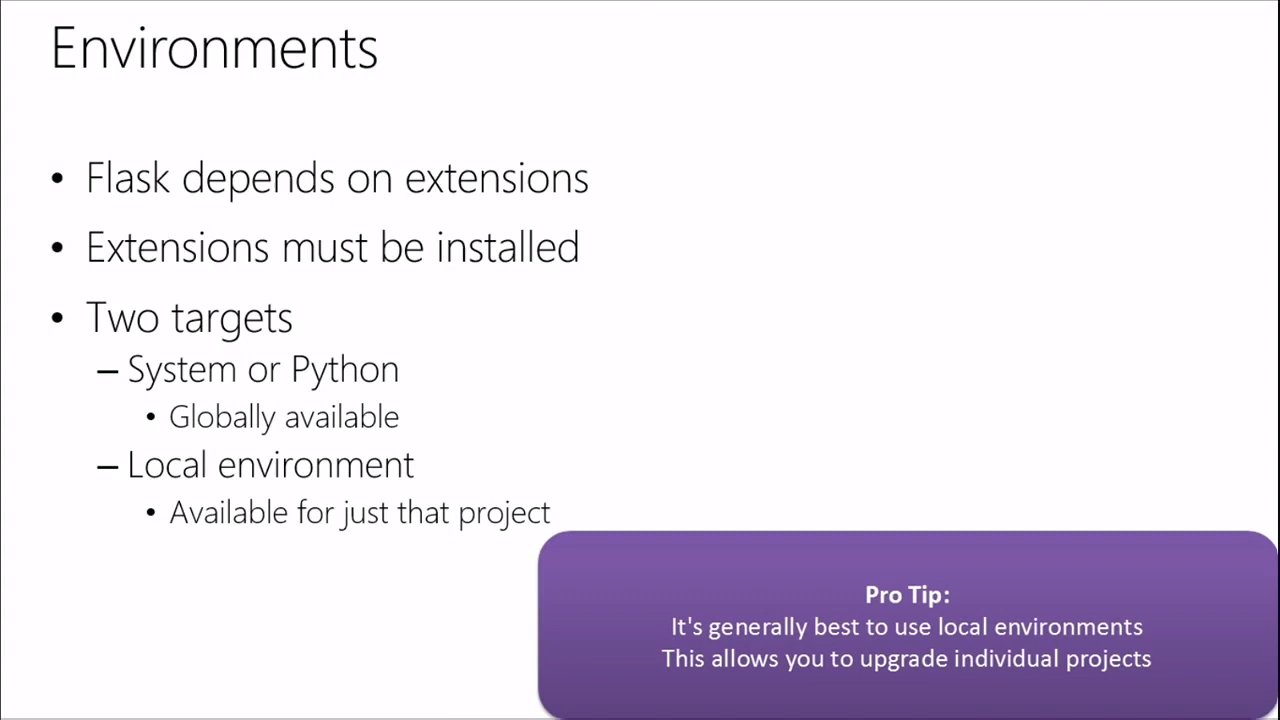 Environments
• Flask depends on extensions
• Extensions must be installed
• Two targets
– System or Python
• Globally available
– Local environment
• Available for just that project
Pro Tip:
It's generally best to use local environments
This allows you to upgrade individual projects